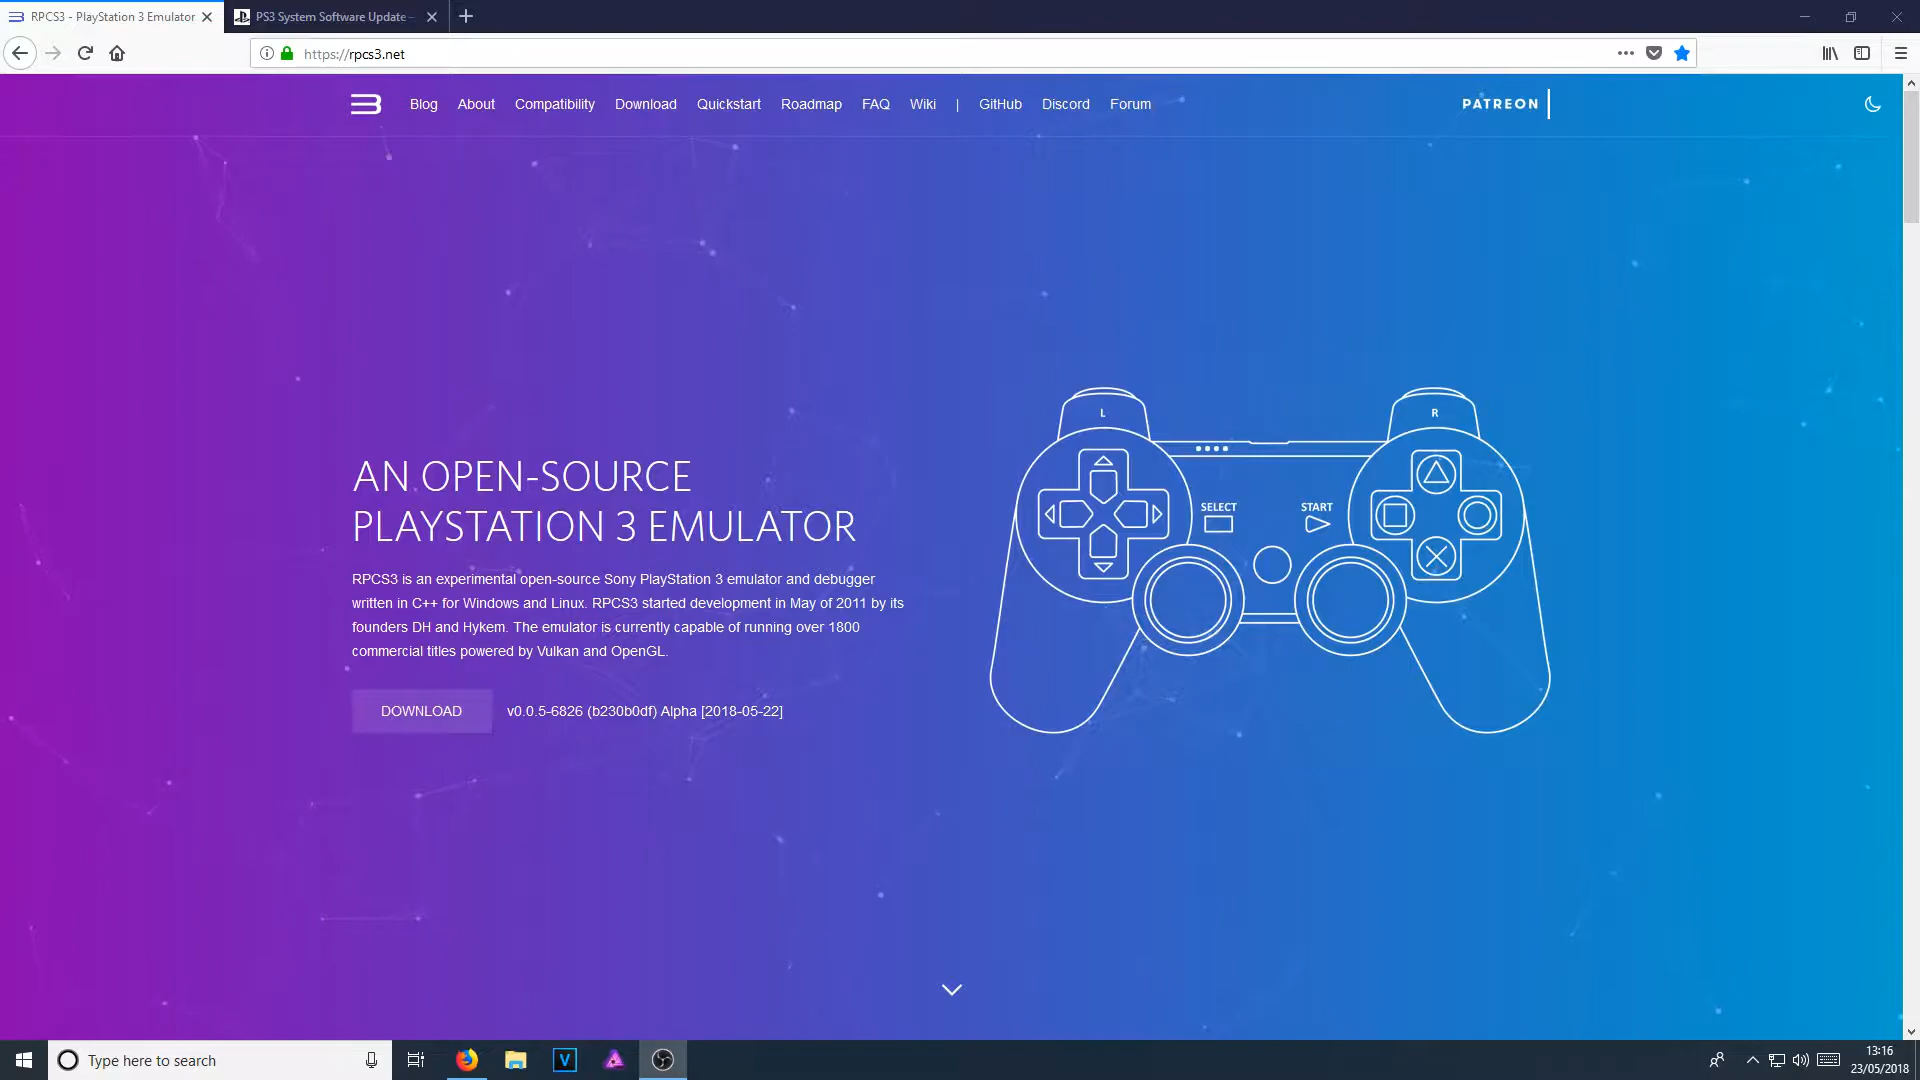 RPCS3 - PlayStation 3 Emulator
PS3 System Software Update –
https://rpcs3.net
Blog About Compatibility Download Quickstart Roadmap FAQ Wiki | GitHub Discord Forum
PATREON
L
R
SELECT
START
AN OPEN-SOURCE
PLAYSTATION 3 EMULATOR
RPCS3 is an experimental open-source Sony PlayStation 3 emulator and debugger
written in C++ for Windows and Linux. RPCS3 started development in May of 2011 by its
founders DH and Hykem. The emulator is currently capable of running over 1800
commercial titles powered by Vulkan and OpenGL.
DOWNLOAD
v0.0.5-6826 (b230b0df) Alpha [2018-05-22]
Type here to search
V
13:16
23/05/2018